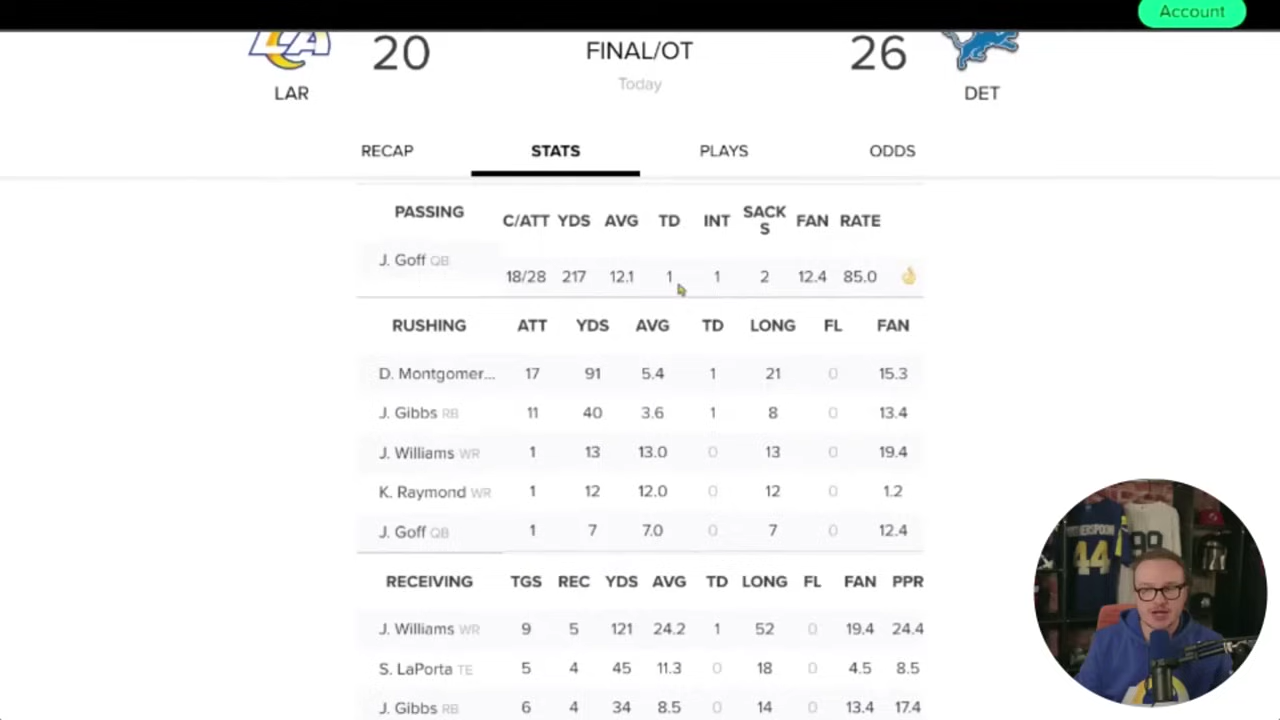 Account
LA
20
FINAL/OT
26
Today
LAR
DET
RECAP STATS PLAYS ODDS
PASSING C/ATT YDS AVG TD INT SACK S FAN RATE
J. Goff QB 18/28 217 12.1 1 1 2 12.4 85.0 👌
RUSHING ATT YDS AVG TD LONG FL FAN
D. Montgomer... 17 91 5.4 1 21 0 15.3
J. Gibbs RB 11 40 3.6 1 8 0 13.4
J. Williams WR 1 13 13.0 0 13 0 19.4
K. Raymond WR 1 12 12.0 0 12 0 1.2
J. Goff QB 1 7 7.0 0 7 0 12.4
RECEIVING TGS REC YDS AVG TD LONG FL FAN PPR
J. Williams WR 9 5 121 24.2 1 52 0 19.4 24.4
S. LaPorta TE 5 4 45 11.3 0 18 0 4.5 8.5
J. Gibbs RB 6 4 34 8.5 0 14 0 13.4 17.4
44
99